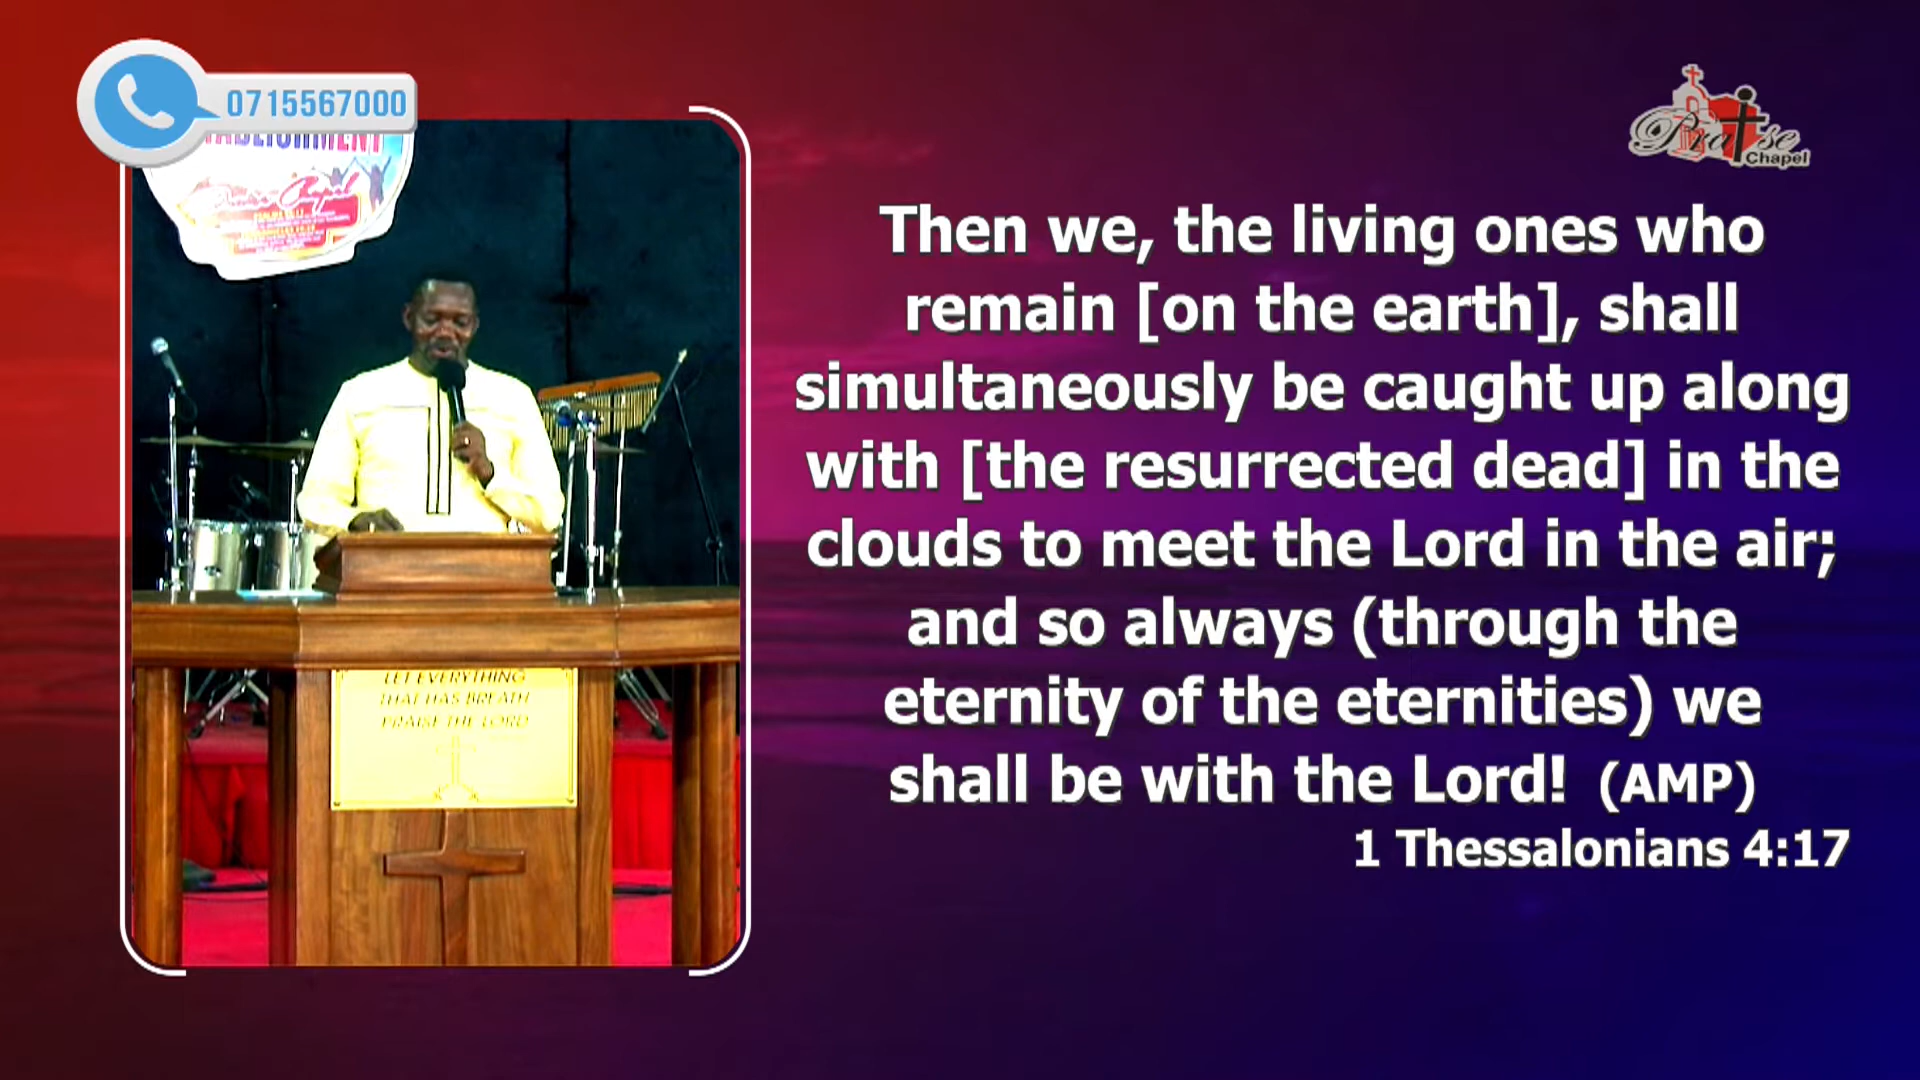 0715567000
Praise
Chapel
Then we, the living ones who
remain [on the earth], shall
simultaneously be caught up along
with [the resurrected dead] in the
clouds to meet the Lord in the air;
and so always (through the
eternity of the eternities) we
shall be with the Lord! (AMP)
1 Thessalonians 4:17
Praise Chapel
LET EVERYTHING
THAT HAS BREATH
PRAISE THE LORD